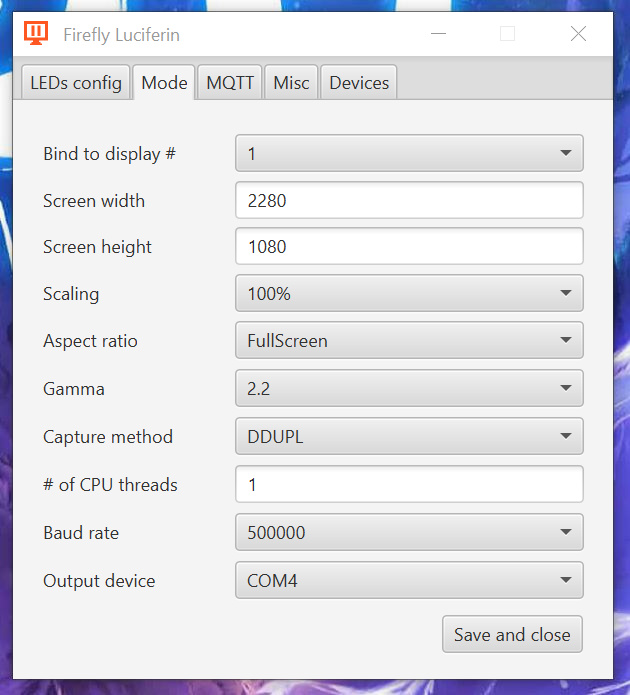 Firefly Luciferin
LEDs config Mode MQTT Misc Devices
Bind to display # 1
Screen width 2280
Screen height 1080
Scaling 100%
Aspect ratio FullScreen
Gamma 2.2
Capture method DDUPL
# of CPU threads 1
Baud rate 500000
Output device COM4
Save and close